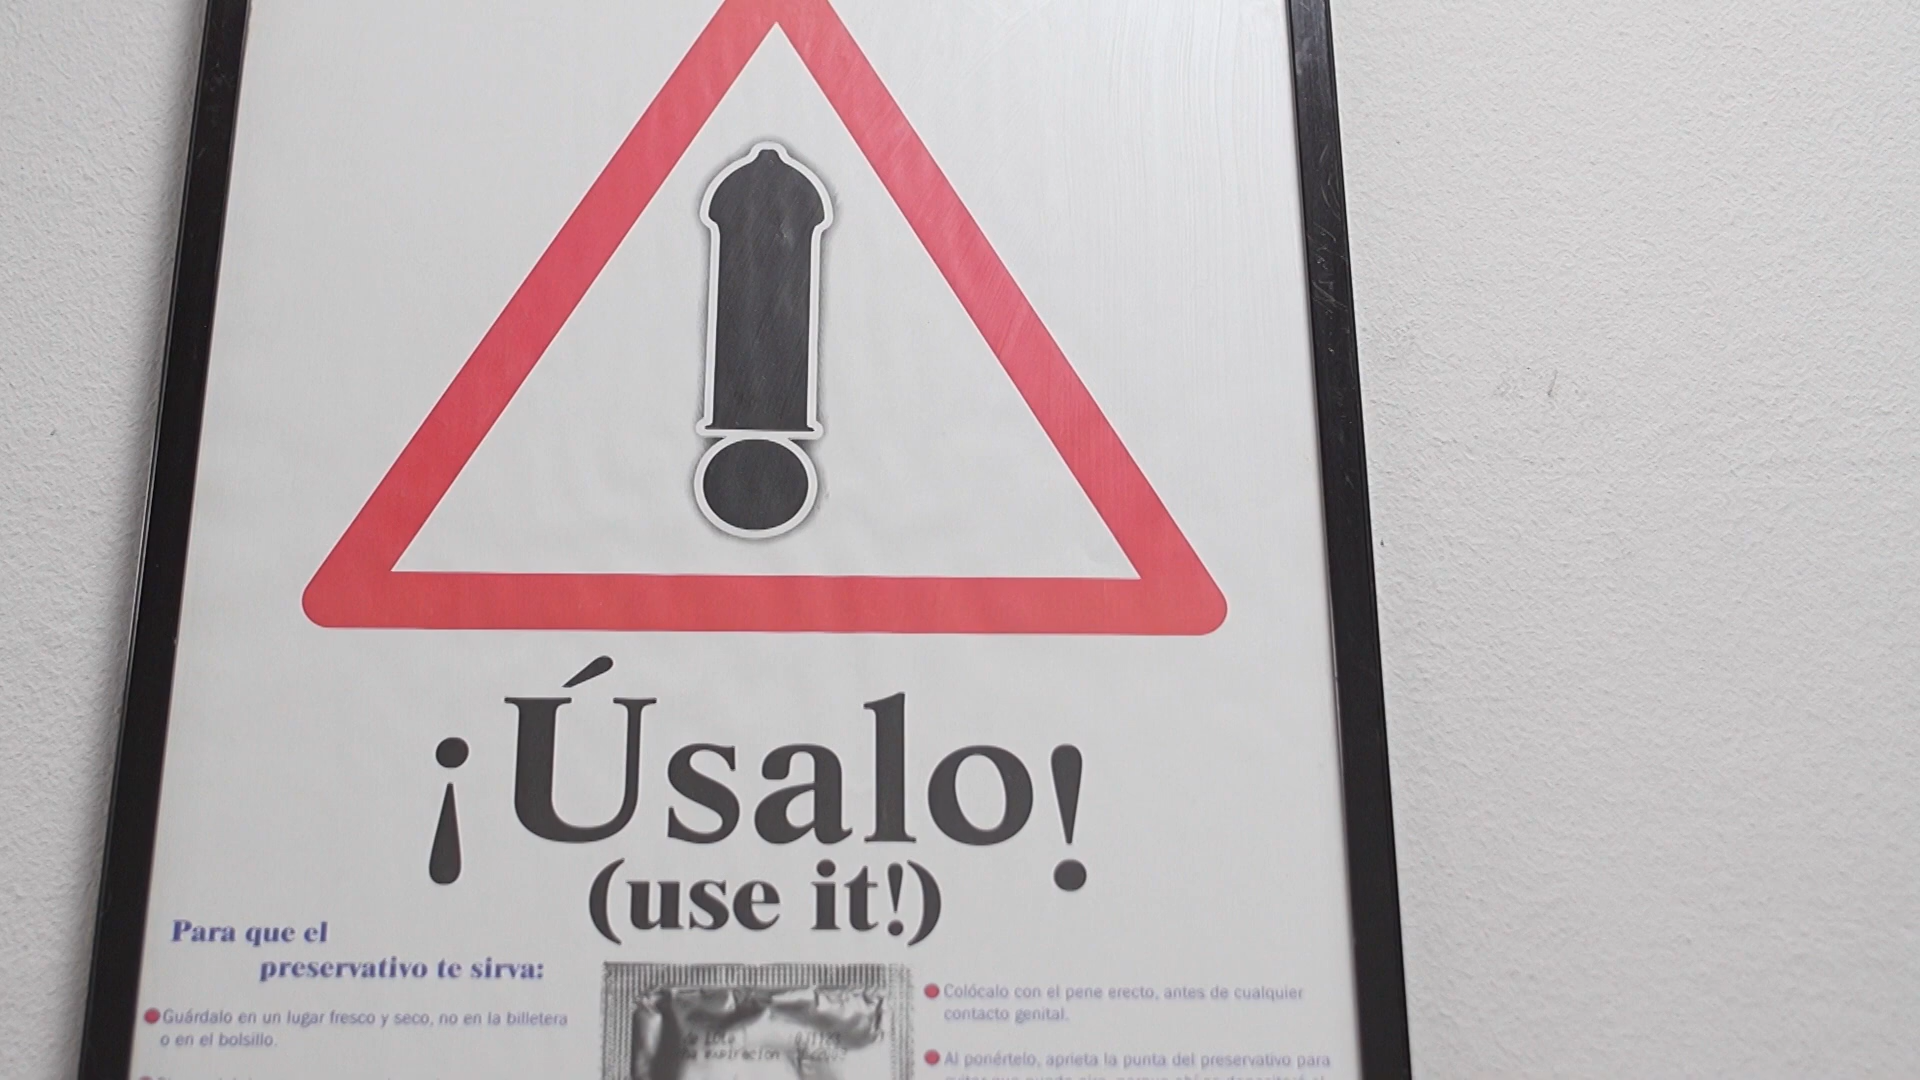 ¡Úsalo!
(use it!)
Para que el
preservativo te sirva:
Guárdalo en un lugar fresco y seco, no en la billetera
o en el bolsillo.
Colócalo con el pene erecto, antes de cualquier
contacto genital.
Al ponértelo, aprieta la punta del preservativo para